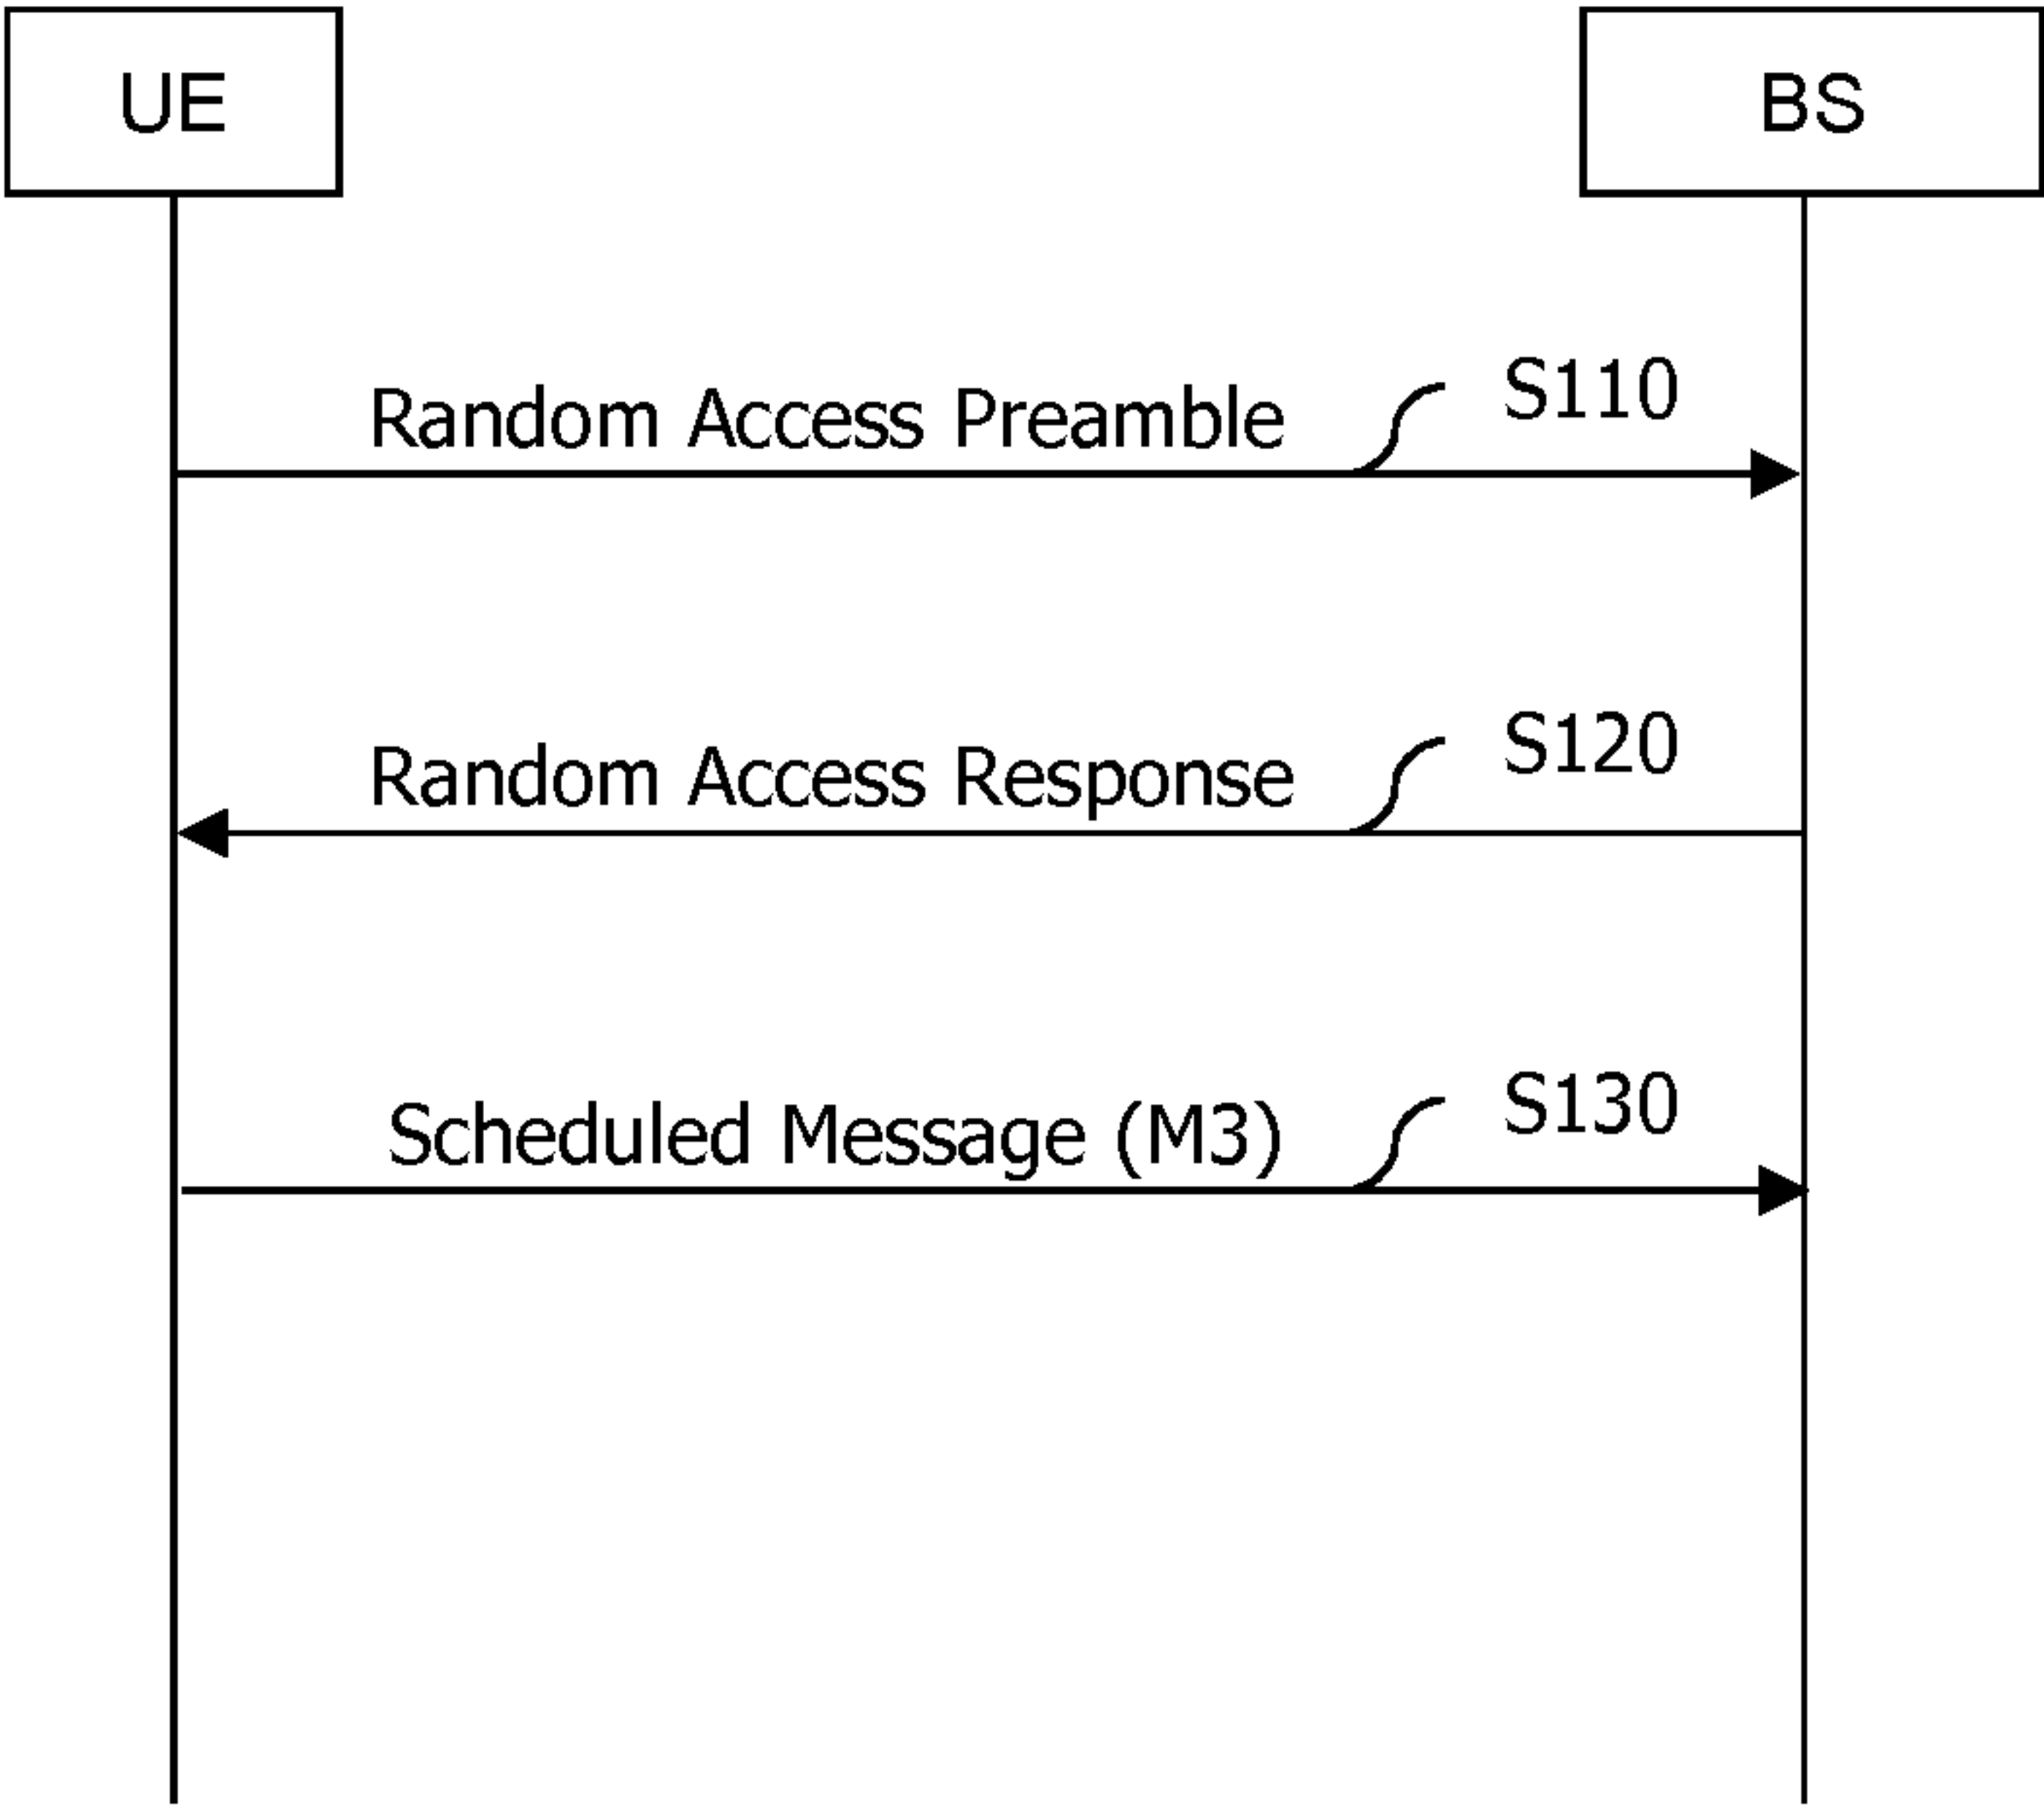 UE
BS
Random Access Preamble
S110
Random Access Response
S120
Scheduled Message (M3)
S130